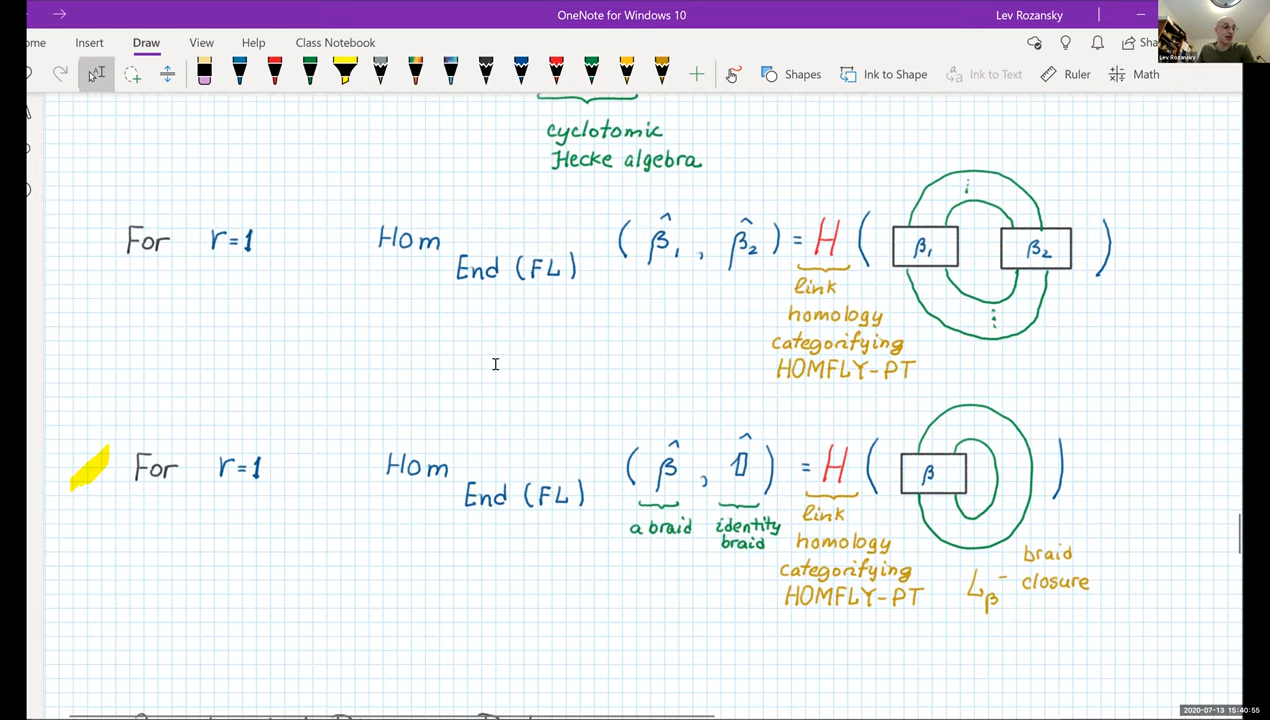 OneNote for Windows 10
Lev Rozansky
Insert Draw View Help Class Notebook
Shapes Ink to Shape Ink to Text Ruler Math
Lev Rozansky
cyclotomic
Hecke algebra
For r=1 Hom End (FL) (β̂₁, β̂₂) = H ( β₁ β₂ )
link
homology
categorifying
HOMFLY-PT
For r=1 Hom End (FL) (β̂, 𝟙̂) = H ( β )
a braid
identity
braid
link
homology
categorifying
HOMFLY-PT
L_β - braid
closure
2020-07-13 15:40:55